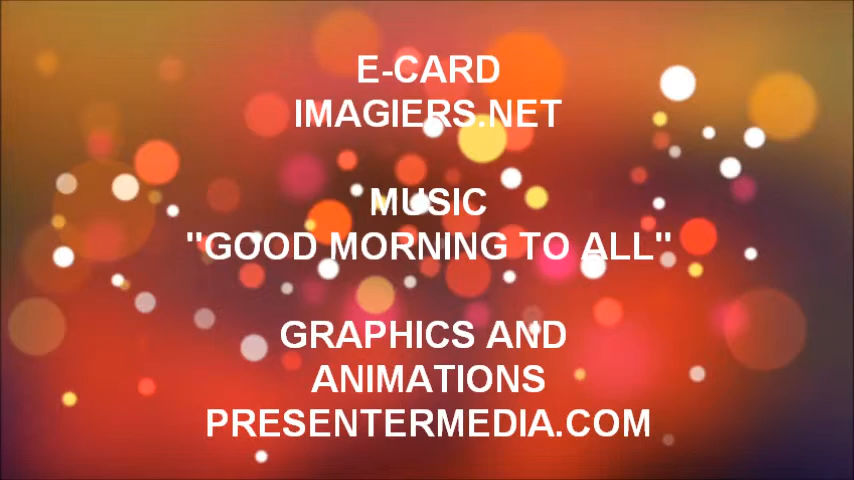 E-CARD
IMAGIERS.NET
MUSIC
"GOOD MORNING TO ALL"
GRAPHICS AND
ANIMATIONS
PRESENTERMEDIA.COM